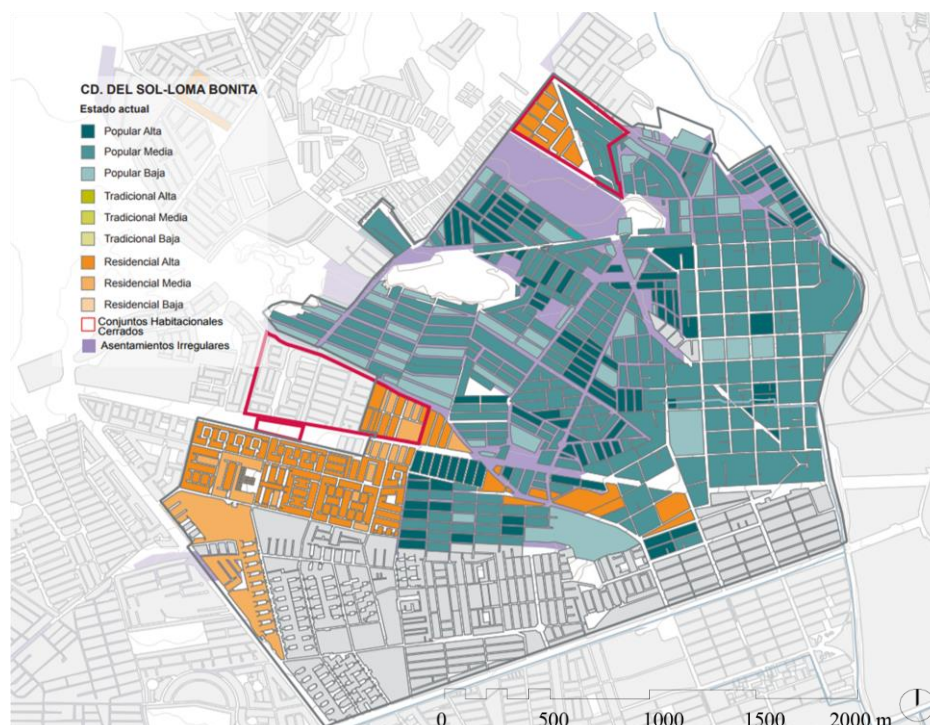 CD. DEL SOL-LOMA BONITA
Estado actual
Popular Alta
Popular Media
Popular Baja
Tradicional Alta
Tradicional Media
Tradicional Baja
Residencial Alta
Residencial Media
Residencial Baja
Conjuntos Habitacionales
Cerrados
Asentamientos Irregulares
0 500 1000 1500 2000 m